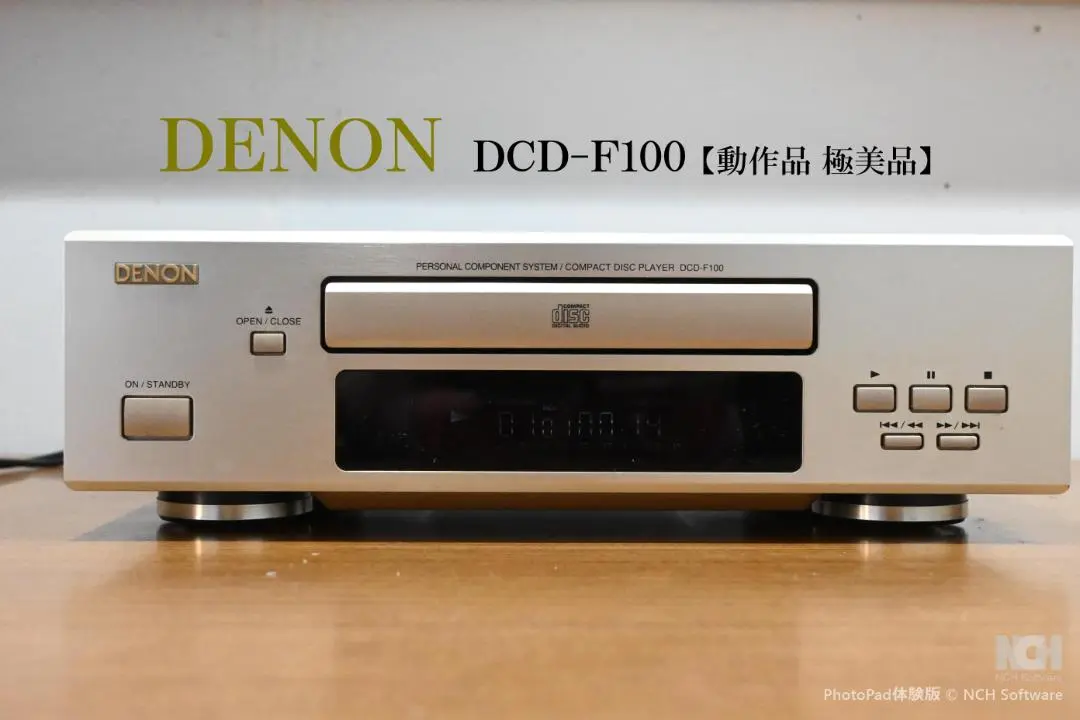 DENON DCD-F100【動作品 極美品】
DENON
PERSONAL COMPONENT SYSTEM / COMPACT DISC PLAYER DCD-F100
COMPACT
disc
DIGITAL AUDIO
OPEN / CLOSE
ON / STANDBY
NCH
NCH Software
PhotoPad体験版 © NCH Software